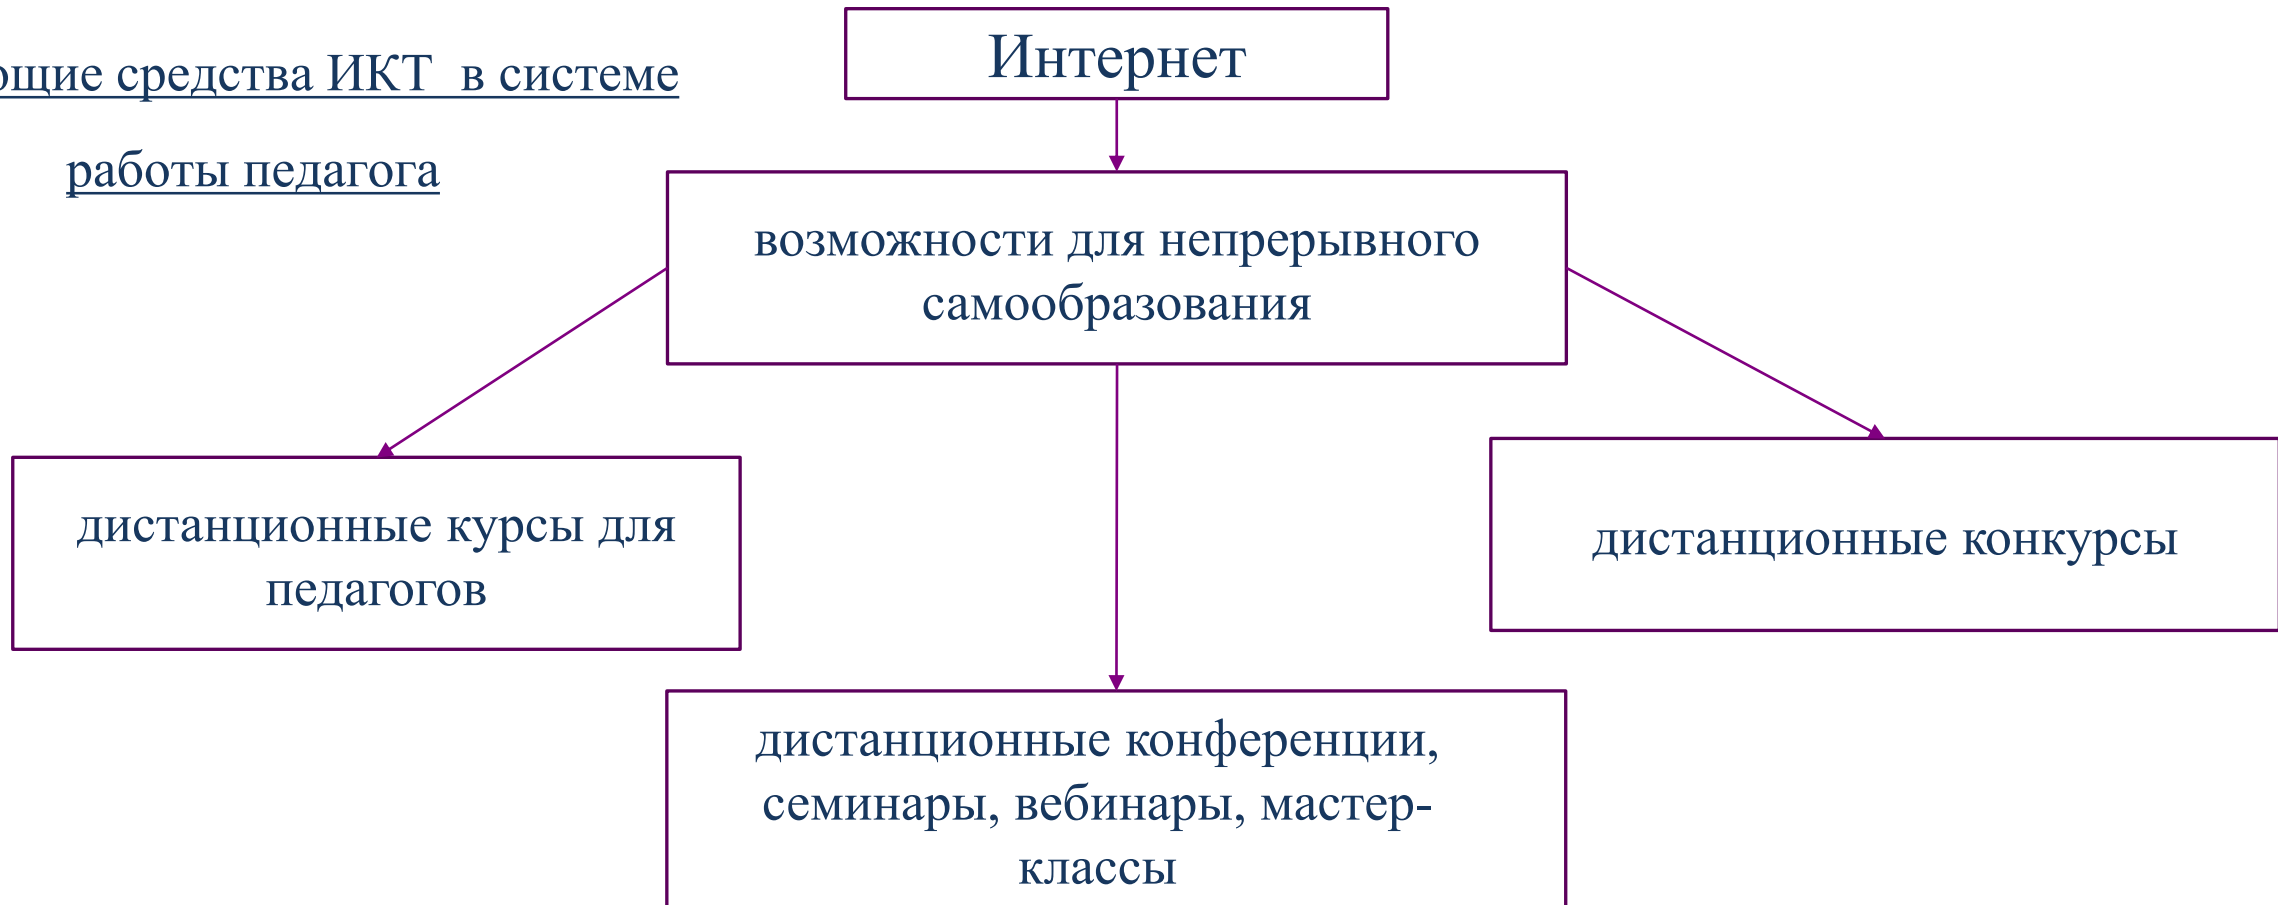 средства ИКТ в системе
работы педагога
Интернет
возможности для непрерывного
самообразования
дистанционные курсы для
педагогов
дистанционные конкурсы
дистанционные конференции,
семинары, вебинары, мастер-
классы